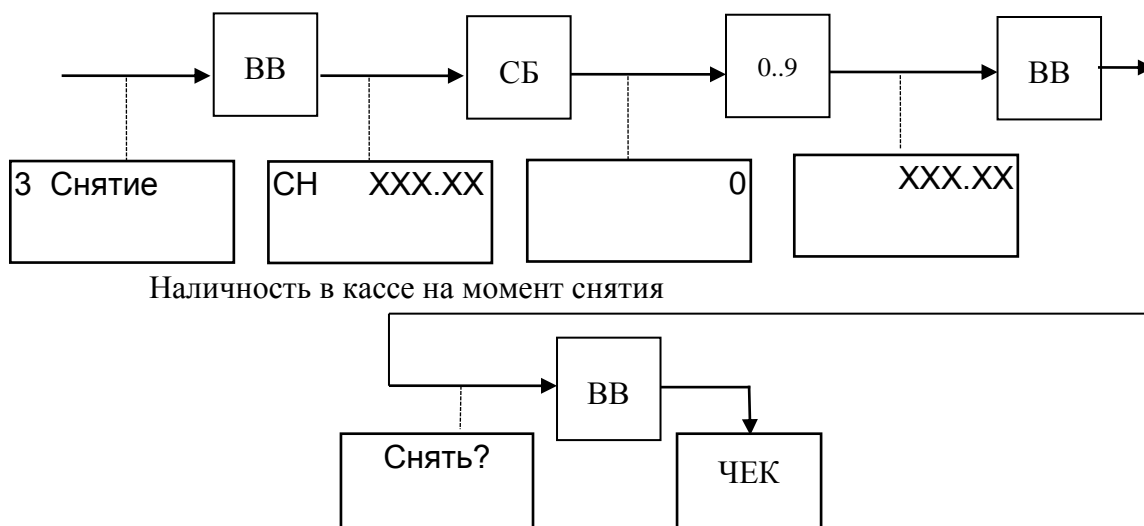 ВВ
СБ
0..9
ВВ
3 Снятие
СН XXX.XX
0
XXX.XX
Наличность в кассе на момент снятия
ВВ
Снять?
ЧЕК